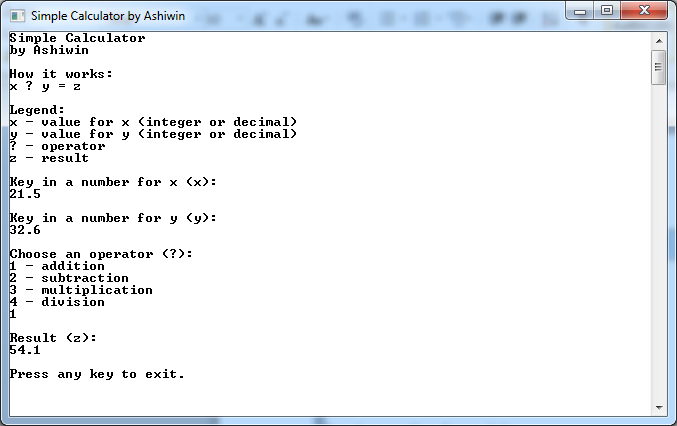 Simple Calculator by Ashiwin
Simple Calculator
by Ashiwin
How it works:
x ? y = z
Legend:
x - value for x (integer or decimal)
y - value for y (integer or decimal)
? - operator
z - result
Key in a number for x (x):
21.5
Key in a number for y (y):
32.6
Choose an operator (?):
1 - addition
2 - subtraction
3 - multiplication
4 - division
1
Result (z):
54.1
Press any key to exit.